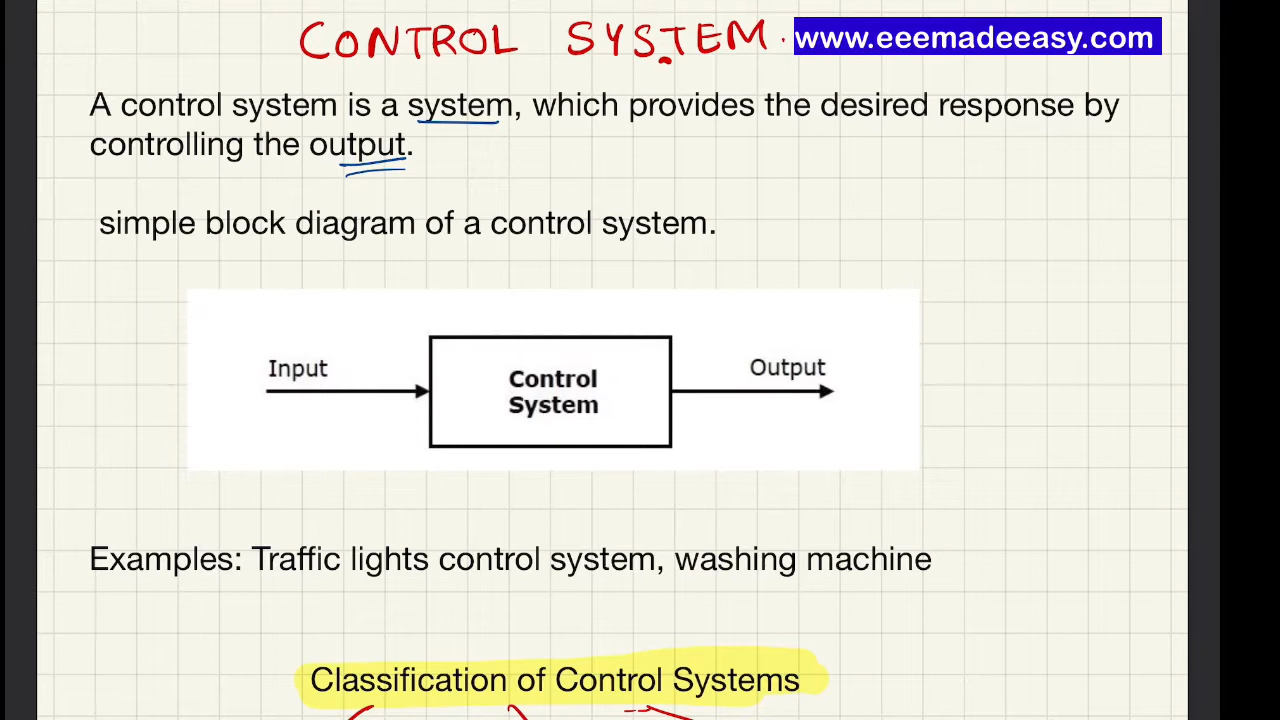 CONTROL SYSTEM. www.eeemadeeasy.com
A control system is a system, which provides the desired response by
controlling the output.
simple block diagram of a control system.
Input
Control
System
Output
Examples: Traffic lights control system, washing machine
Classification of Control Systems